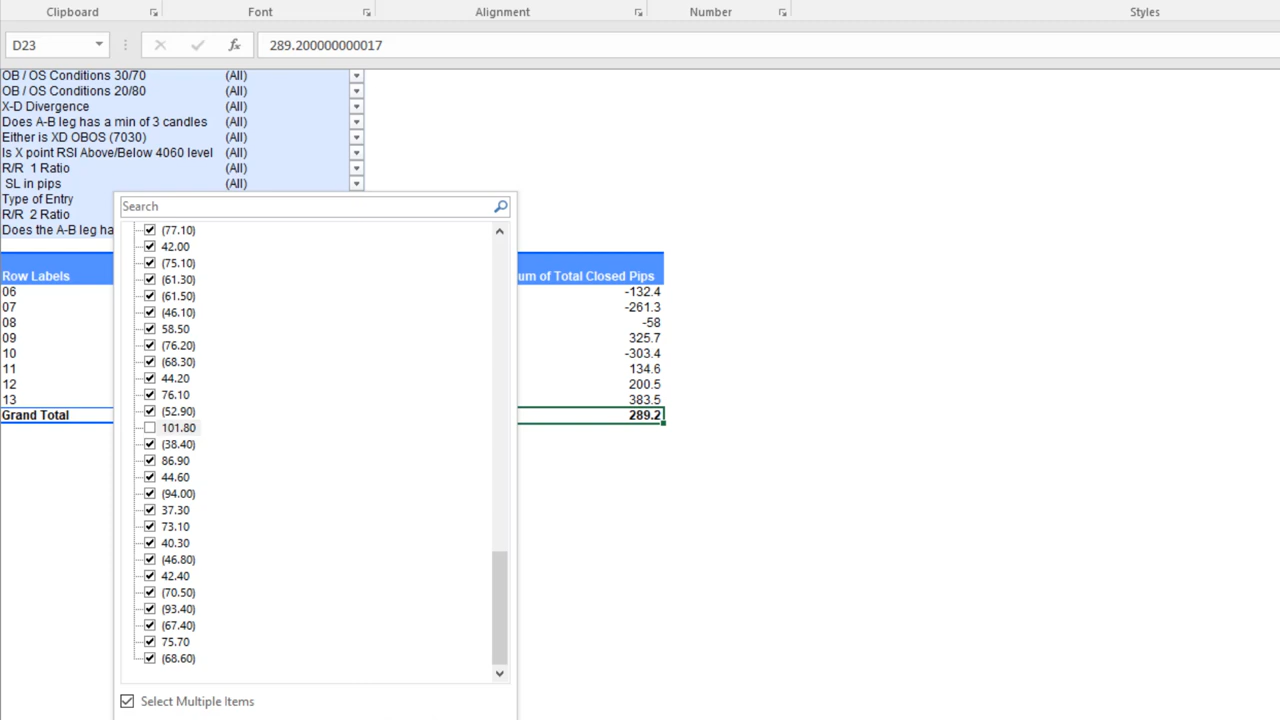 Clipboard Font Alignment Number Styles
D23 fx 289.200000000017
OB / OS Conditions 30/70 (All)
OB / OS Conditions 20/80 (All)
X-D Divergence (All)
Does A-B leg has a min of 3 candles (All)
Either is XD OBOS (7030) (All)
Is X point RSI Above/Below 4060 level (All)
R/R 1 Ratio (All)
SL in pips (All)
Type of Entry
R/R 2 Ratio
Does the A-B leg ha
Search
(77.10)
42.00
(75.10)
(61.30)
(61.50)
(46.10)
58.50
(76.20)
(68.30)
44.20
76.10
(52.90)
101.80
(38.40)
86.90
44.60
(94.00)
37.30
73.10
40.30
(46.80)
42.40
(70.50)
(93.40)
(67.40)
75.70
(68.60)
Select Multiple Items
Row Labels um of Total Closed Pips
06 -132.4
07 -261.3
08 -58
09 325.7
10 -303.4
11 134.6
12 200.5
13 383.5
Grand Total 289.2